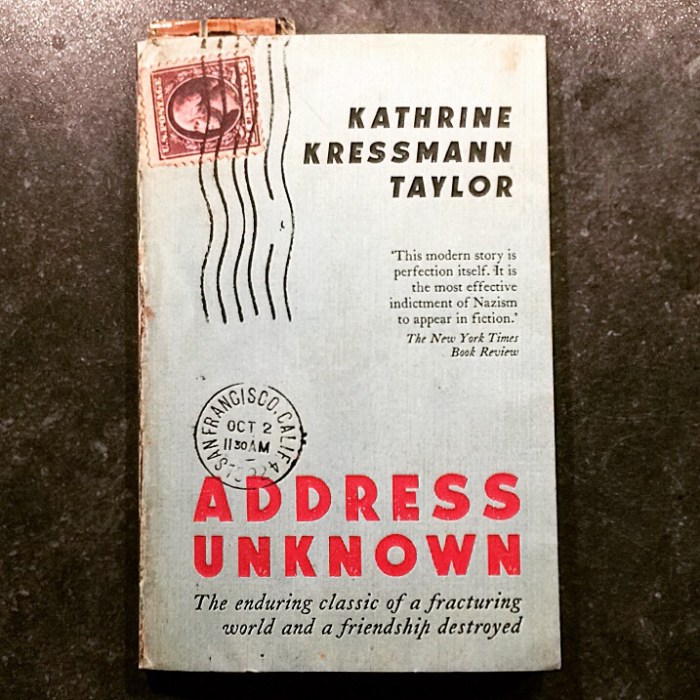 U.S. POSTAGE
CENTS
KATHRINE
KRESSMANN
TAYLOR
'This modern story is
perfection itself. It is
the most effective
indictment of Nazism
to appear in fiction.'
The New York Times
Book Review
SAN FRANCISCO, CALIF
OCT 2
11 30 AM
ADDRESS
UNKNOWN
The enduring classic of a fracturing
world and a friendship destroyed